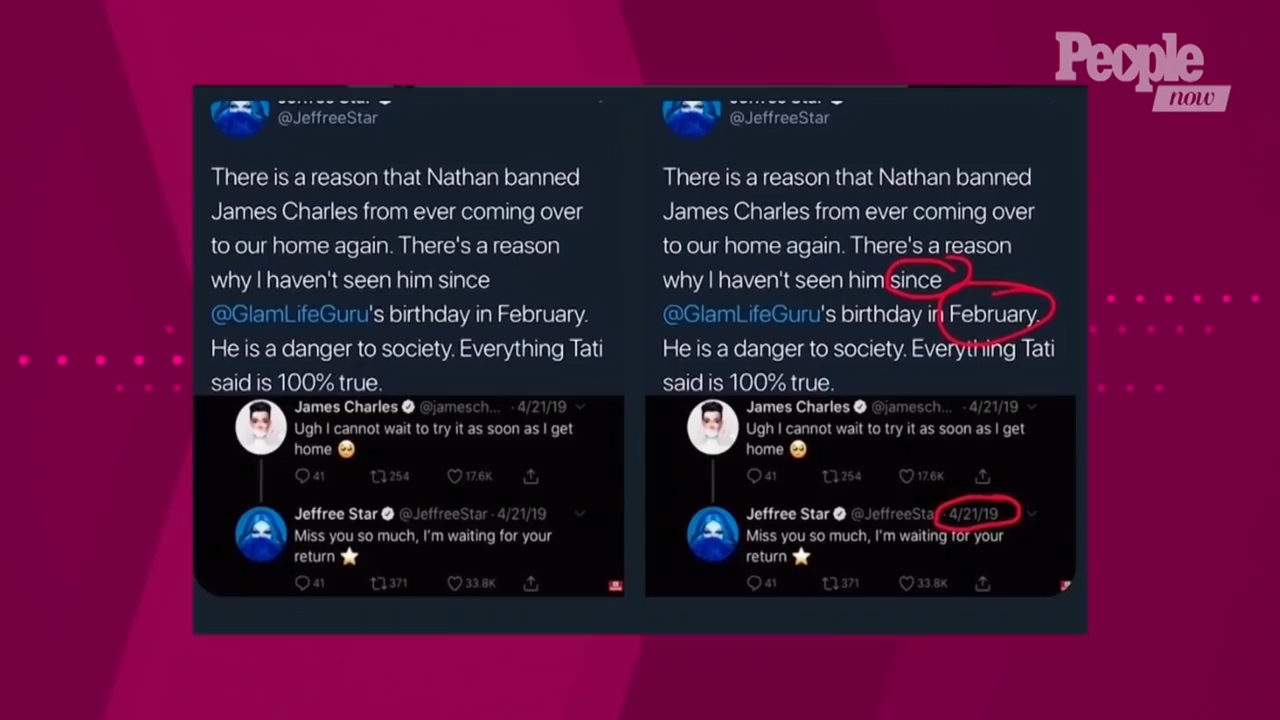 People
now
@JeffreeStar
There is a reason that Nathan banned
James Charles from ever coming over
to our home again. There's a reason
why I haven't seen him since
@GlamLifeGuru's birthday in February.
He is a danger to society. Everything Tati
said is 100% true.
James Charles @jamesch... · 4/21/19
Ugh I cannot wait to try it as soon as I get
home 🥺
41 254 17.6K
Jeffree Star @JeffreeStar · 4/21/19
Miss you so much, I'm waiting for your
return ⭐
41 371 33.8K
@JeffreeStar
There is a reason that Nathan banned
James Charles from ever coming over
to our home again. There's a reason
why I haven't seen him since
@GlamLifeGuru's birthday in February.
He is a danger to society. Everything Tati
said is 100% true.
James Charles @jamesch... · 4/21/19
Ugh I cannot wait to try it as soon as I get
home 🥺
41 254 17.6K
Jeffree Star @JeffreeSta · 4/21/19
Miss you so much, I'm waiting for your
return ⭐
41 371 33.8K